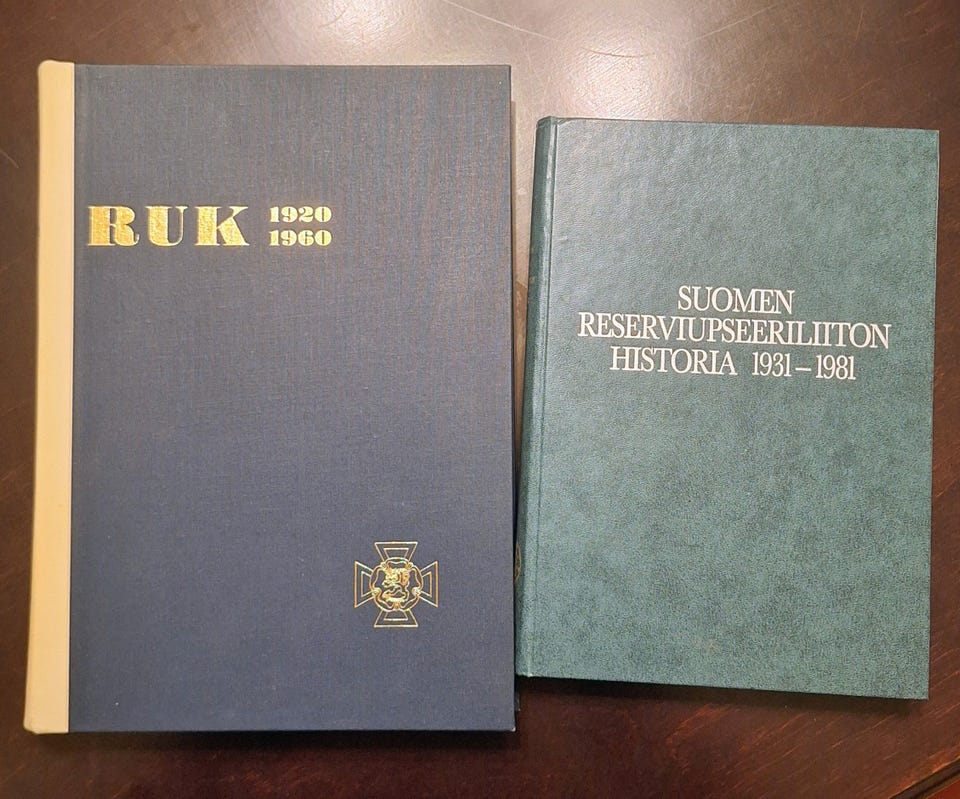 RUK 1920
1960
SUOMEN
RESERVIUPSEERILIITON
HISTORIA 1931–1981